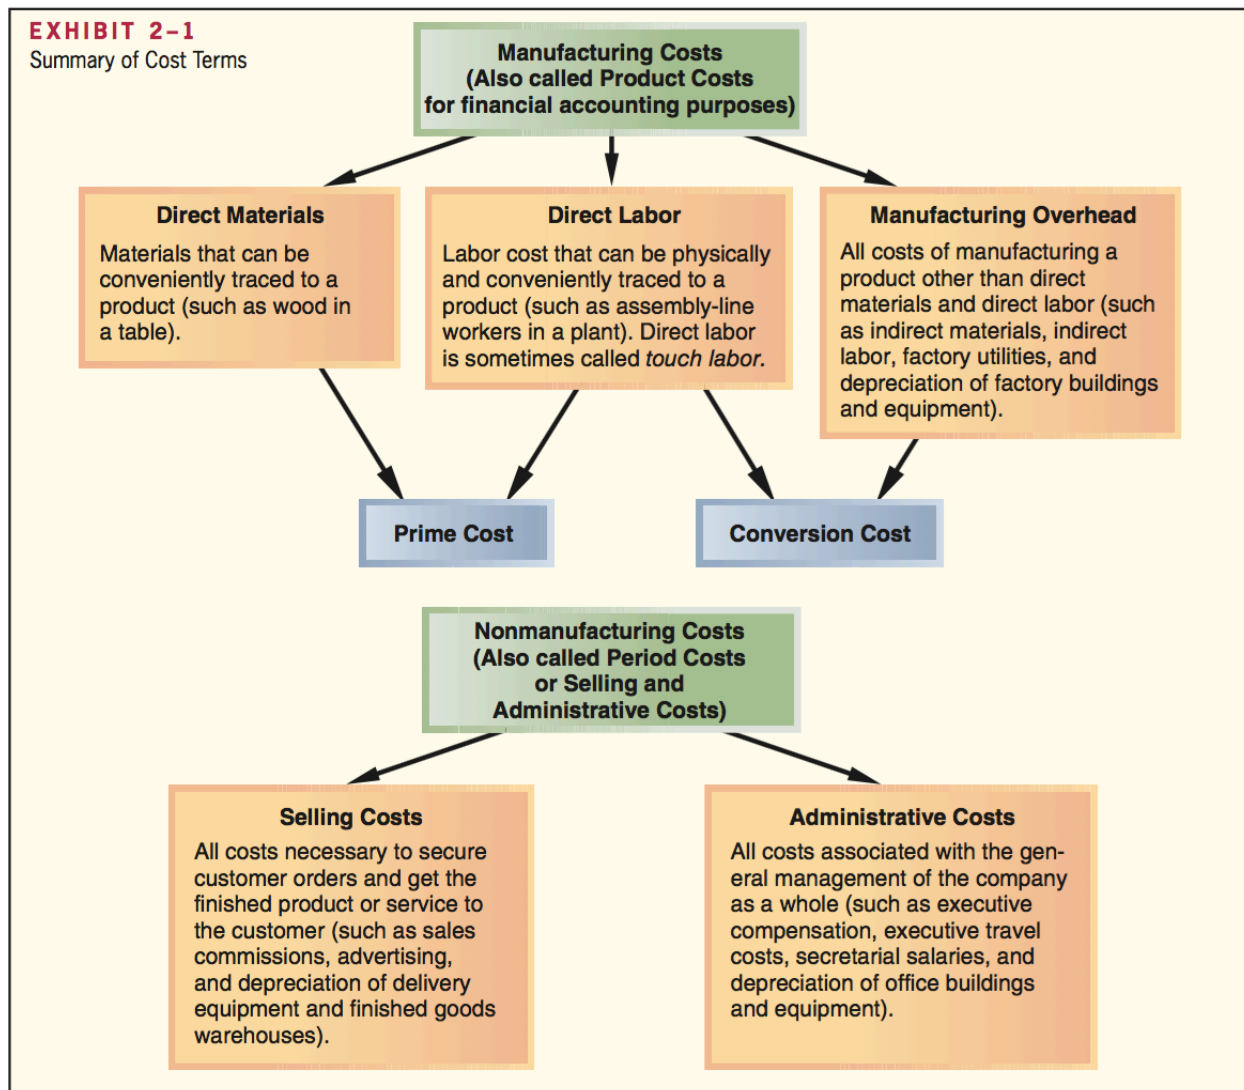 EXHIBIT 2–1
Summary of Cost Terms
Manufacturing Costs
(Also called Product Costs
for financial accounting purposes)
Direct Materials
Materials that can be
conveniently traced to a
product (such as wood in
a table).
Direct Labor
Labor cost that can be physically
and conveniently traced to a
product (such as assembly-line
workers in a plant). Direct labor
is sometimes called touch labor.
Manufacturing Overhead
All costs of manufacturing a
product other than direct
materials and direct labor (such
as indirect materials, indirect
labor, factory utilities, and
depreciation of factory buildings
and equipment).
Prime Cost
Conversion Cost
Nonmanufacturing Costs
(Also called Period Costs
or Selling and
Administrative Costs)
Selling Costs
All costs necessary to secure
customer orders and get the
finished product or service to
the customer (such as sales
commissions, advertising,
and depreciation of delivery
equipment and finished goods
warehouses).
Administrative Costs
All costs associated with the gen-
eral management of the company
as a whole (such as executive
compensation, executive travel
costs, secretarial salaries, and
depreciation of office buildings
and equipment).